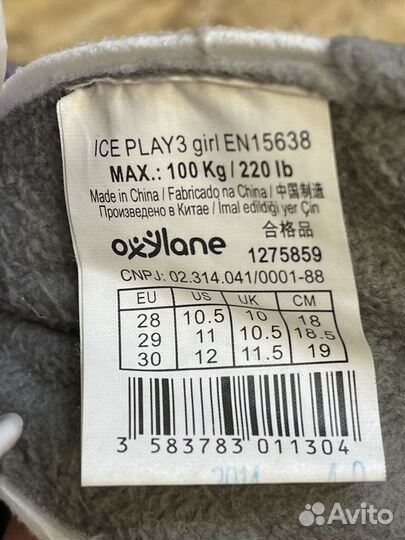 ICE PLAY3 girl EN15638
MAX.: 100 Kg / 220 lb
Made in China / Fabricado na China / 中国制造
Произведено в Китае / Imal edildiği yer Çin
合格品
oxylane
1275859
CNPJ: 02.314.041/0001-88
EU US UK CM
28 10.5 10 18
29 11 10.5 18.5
30 12 11.5 19
3 583783 011304
Avito